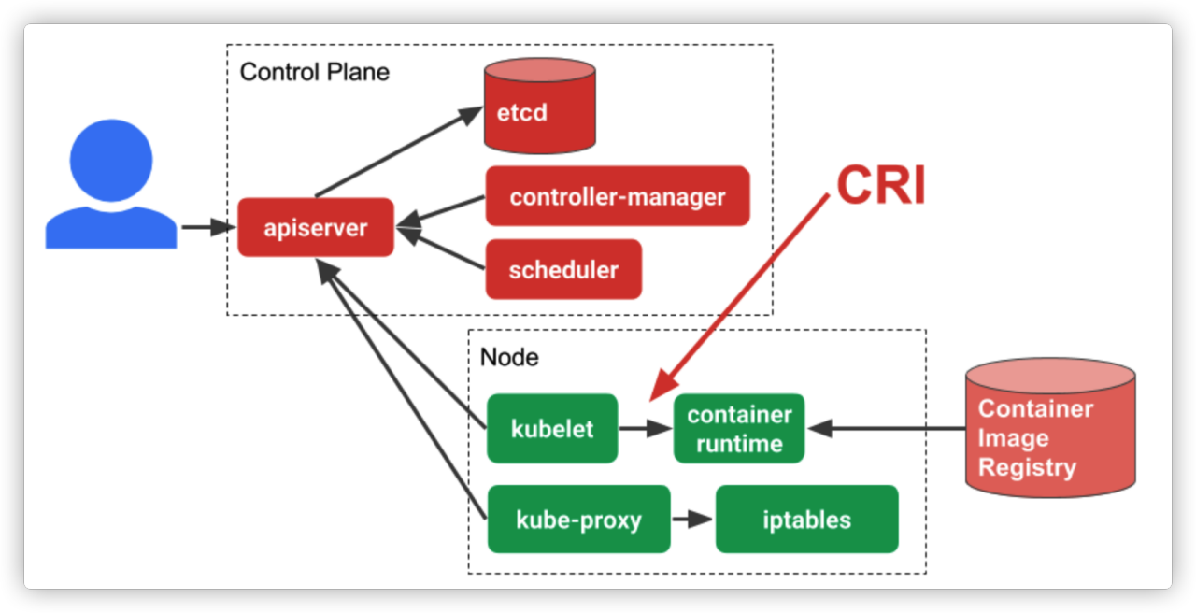 Control Plane
etcd
controller-manager
CRI
apiserver
scheduler
Node
kubelet
container
runtime
Container
Image
Registry
kube-proxy
iptables